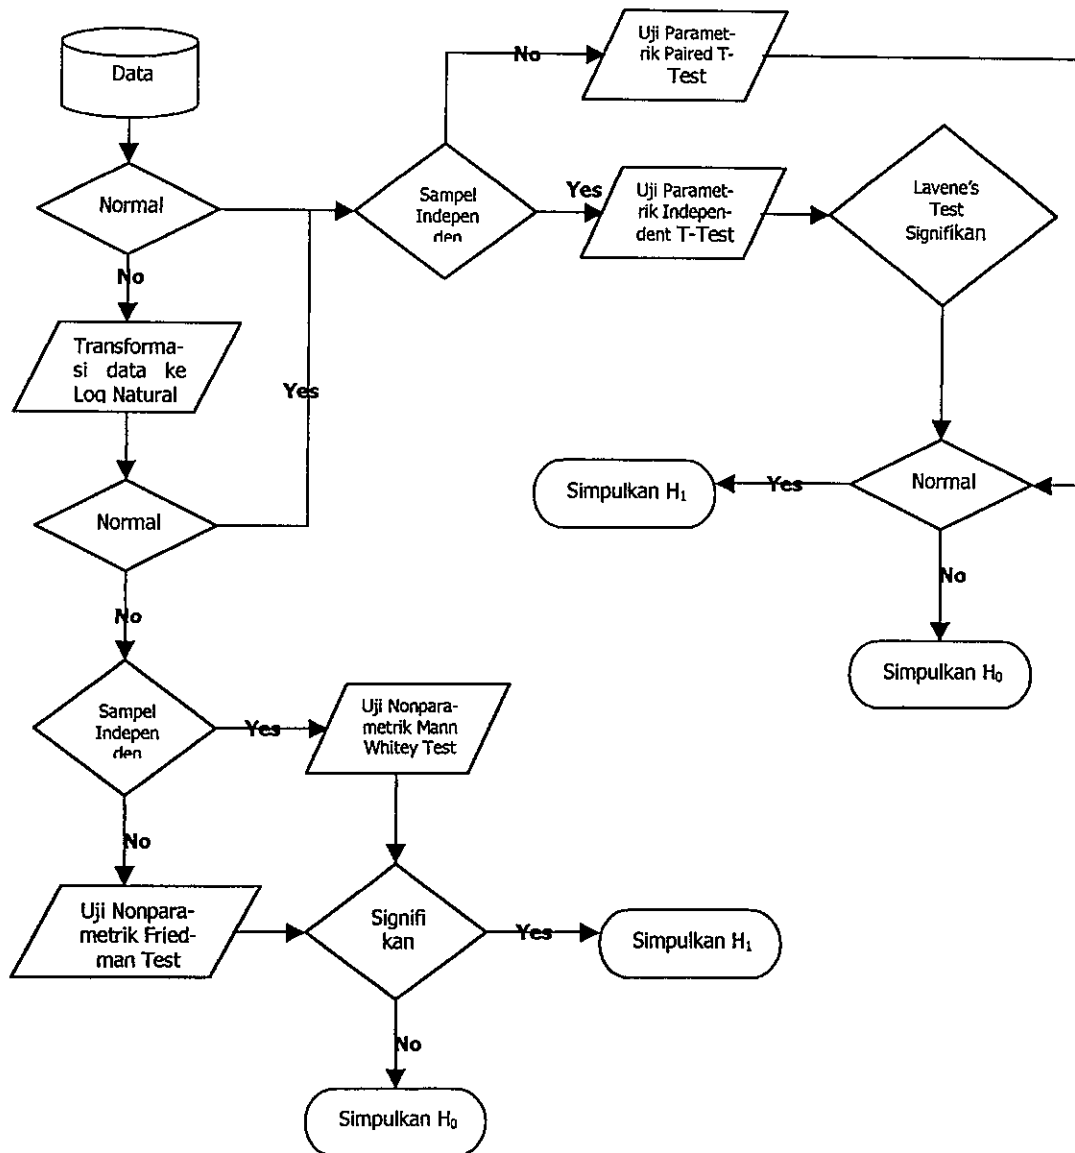 Data
Normal
No
Transforma-
si data ke
Log Natural
Yes
Normal
No
Sampel
Indepen
den
Yes
Uji Nonpara-
metrik Mann
Whitey Test
No
Uji Nonpara-
metrik Fried-
man Test
Signifi
kan
Yes
Simpulkan H₁
No
Simpulkan H₀
Sampel
Indepen
den
No
Uji Paramet-
rik Paired T-
Test
Yes
Uji Paramet-
rik Indepen-
dent T-Test
Lavene's
Test
Signifikan
Normal
Yes
Simpulkan H₁
No
Simpulkan H₀